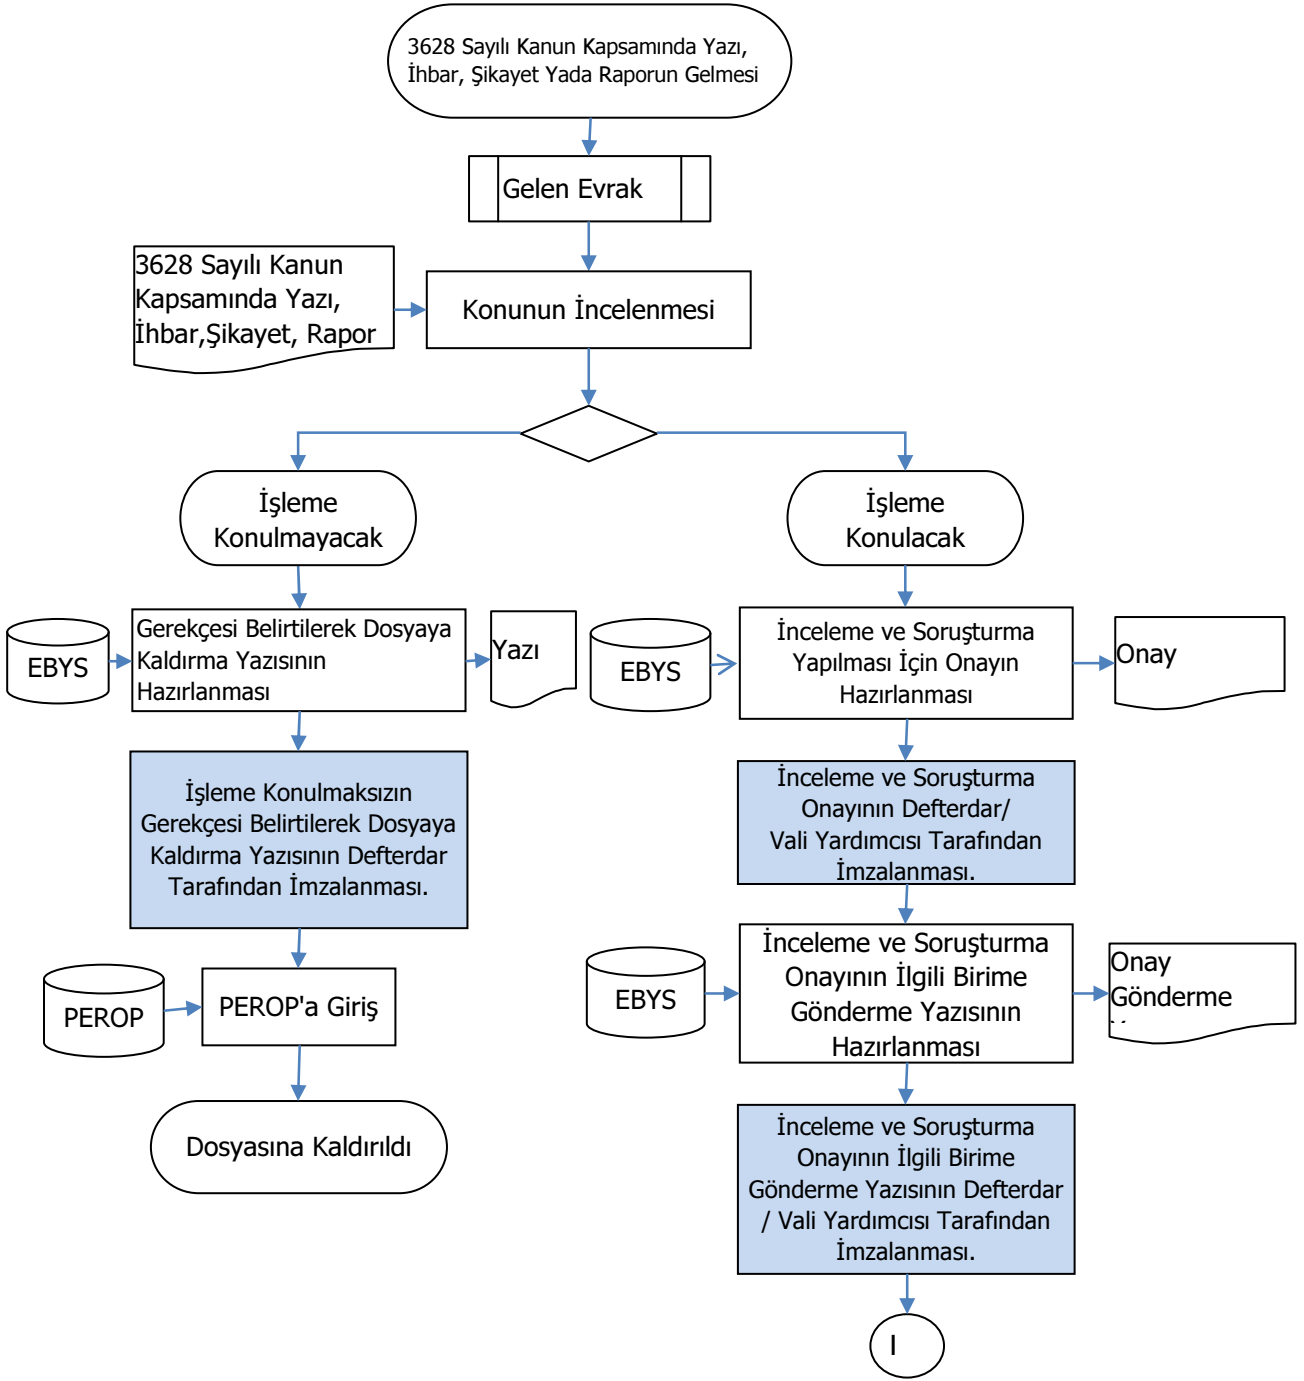 3628 Sayılı Kanun Kapsamında Yazı,
İhbar, Şikayet Yada Raporun Gelmesi
Gelen Evrak
3628 Sayılı Kanun
Kapsamında Yazı,
İhbar,Şikayet, Rapor
Konunun İncelenmesi
İşleme
Konulmayacak
İşleme
Konulacak
EBYS
Gerekçesi Belirtilerek Dosyaya
Kaldırma Yazısının
Hazırlanması
Yazı
EBYS
İnceleme ve Soruşturma
Yapılması İçin Onayın
Hazırlanması
Onay
İşleme Konulmaksızın
Gerekçesi Belirtilerek Dosyaya
Kaldırma Yazısının Defterdar
Tarafından İmzalanması.
İnceleme ve Soruşturma
Onayının Defterdar/
Vali Yardımcısı Tarafından
İmzalanması.
PEROP
PEROP'a Giriş
EBYS
İnceleme ve Soruşturma
Onayının İlgili Birime
Gönderme Yazısının
Hazırlanması
Onay
Gönderme
Dosyasına Kaldırıldı
İnceleme ve Soruşturma
Onayının İlgili Birime
Gönderme Yazısının Defterdar
/ Vali Yardımcısı Tarafından
İmzalanması.
I